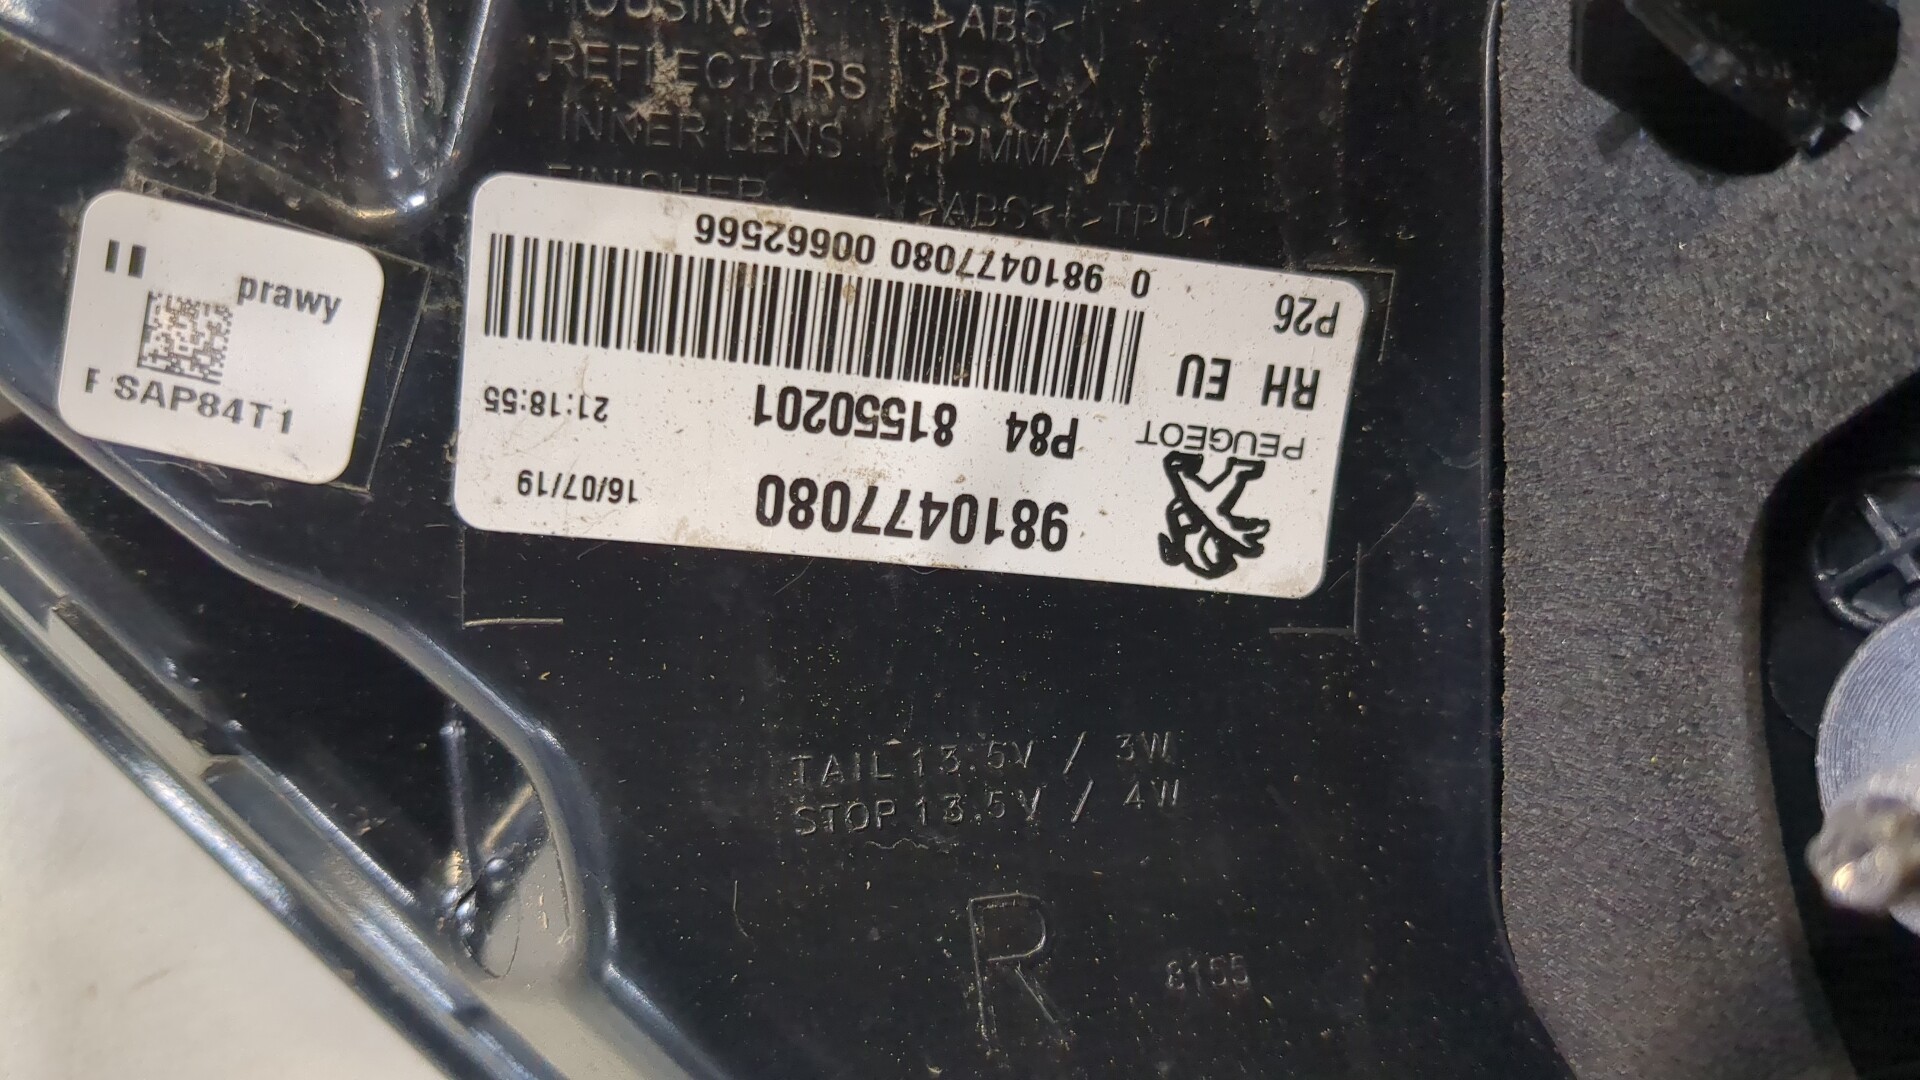 HOUSING >ABS<
REFLECTORS >PC<
INNER LENS >PMMA<
FINISHER >ABS<+>TPU<
prawy
SAP84T1
9810477080 16/07/19
PEUGEOT P84 81550201 21:18:55
RH EU
P26 0 9810477080 00662566
TAIL 13.5V / 3W
STOP 13.5V / 4W
R
8155